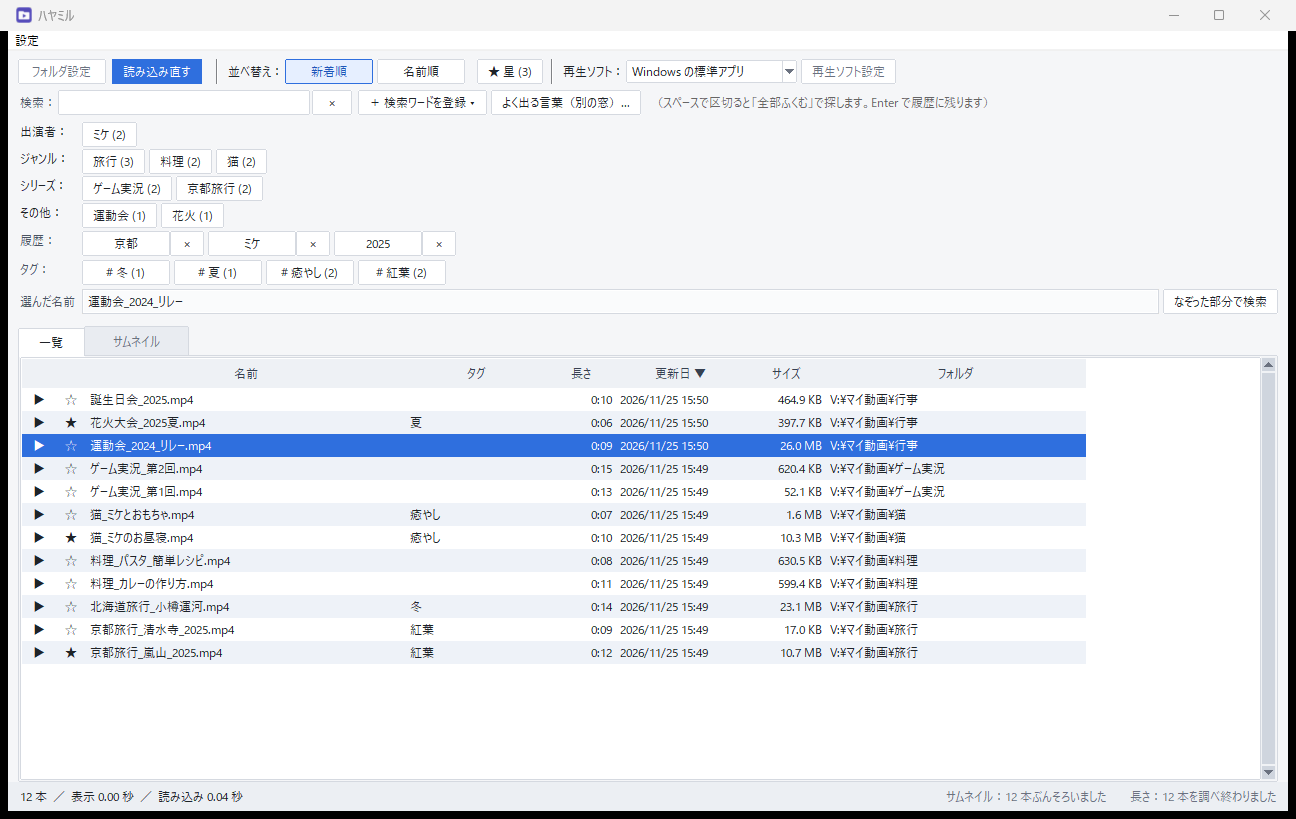 ハヤミル
設定
フォルダ設定 読み込み直す 並べ替え： 新着順 名前順 ★ 星 (3) 再生ソフト： Windows の標準アプリ 再生ソフト設定
検索： × ＋ 検索ワードを登録 よく出る言葉（別の窓）... （スペースで区切ると「全部ふくむ」で探します。Enter で履歴に残ります）
出演者： ミケ (2)
ジャンル： 旅行 (3) 料理 (2) 猫 (2)
シリーズ： ゲーム実況 (2) 京都旅行 (2)
その他： 運動会 (1) 花火 (1)
履歴： 京都 × ミケ × 2025 ×
タグ： # 冬 (1) # 夏 (1) # 癒やし (2) # 紅葉 (2)
選んだ名前 運動会_2024_リレー なぞった部分で検索
一覧 サムネイル
名前 タグ 長さ 更新日 ▼ サイズ フォルダ
▶ ☆ 誕生日会_2025.mp4 0:10 2026/11/25 15:50 464.9 KB V:¥マイ動画¥行事
▶ ★ 花火大会_2025夏.mp4 夏 0:06 2026/11/25 15:50 397.7 KB V:¥マイ動画¥行事
▶ ☆ 運動会_2024_リレー.mp4 0:09 2026/11/25 15:50 26.0 MB V:¥マイ動画¥行事
▶ ☆ ゲーム実況_第2回.mp4 0:15 2026/11/25 15:49 620.4 KB V:¥マイ動画¥ゲーム実況
▶ ☆ ゲーム実況_第1回.mp4 0:13 2026/11/25 15:49 52.1 KB V:¥マイ動画¥ゲーム実況
▶ ☆ 猫_ミケとおもちゃ.mp4 癒やし 0:07 2026/11/25 15:49 1.6 MB V:¥マイ動画¥猫
▶ ★ 猫_ミケのお昼寝.mp4 癒やし 0:10 2026/11/25 15:49 10.3 MB V:¥マイ動画¥猫
▶ ☆ 料理_パスタ_簡単レシピ.mp4 0:08 2026/11/25 15:49 630.5 KB V:¥マイ動画¥料理
▶ ☆ 料理_カレーの作り方.mp4 0:11 2026/11/25 15:49 599.4 KB V:¥マイ動画¥料理
▶ ☆ 北海道旅行_小樽運河.mp4 冬 0:14 2026/11/25 15:49 23.1 MB V:¥マイ動画¥旅行
▶ ☆ 京都旅行_清水寺_2025.mp4 紅葉 0:09 2026/11/25 15:49 17.0 KB V:¥マイ動画¥旅行
▶ ★ 京都旅行_嵐山_2025.mp4 紅葉 0:12 2026/11/25 15:49 10.7 MB V:¥マイ動画¥旅行
12 本 ／ 表示 0.00 秒 ／ 読み込み 0.04 秒 サムネイル：12 本ぶんそろいました 長さ：12 本を調べ終わりました